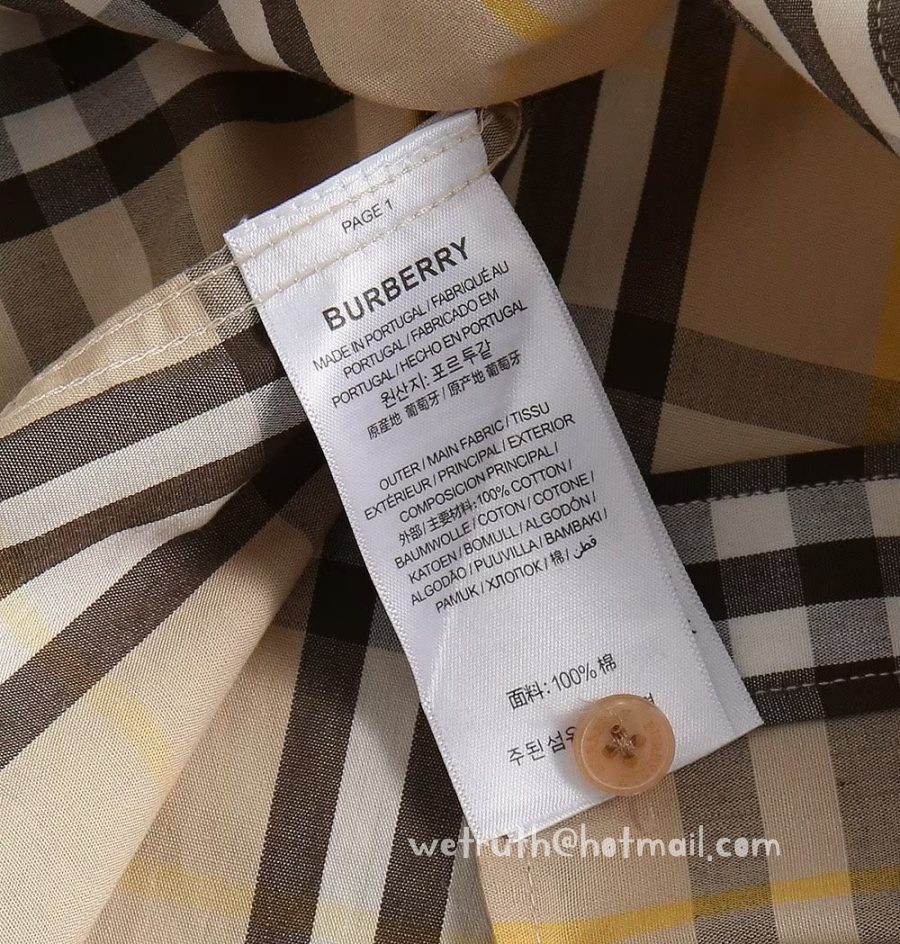 PAGE 1
BURBERRY
MADE IN PORTUGAL / FABRIQUÉ AU
PORTUGAL / FABRICADO EM
PORTUGAL / HECHO EN PORTUGAL
원산지: 포르투갈
原産地 葡萄牙 / 原产地 葡萄牙
OUTER / MAIN FABRIC / TISSU
EXTÉRIEUR / PRINCIPAL / EXTERIOR
COMPOSICION PRINCIPAL /
外部 / 主要材料: 100% COTTON /
BAUMWOLLE / COTON / COTONE /
KATOEN / BOMULL / ALGODÓN /
ALGODÃO / PUUVILLA / BAMBAKI /
PAMUK / ХЛОПОК / 棉 / قطن
面料: 100% 棉
주된
wetruth@hotmail.com